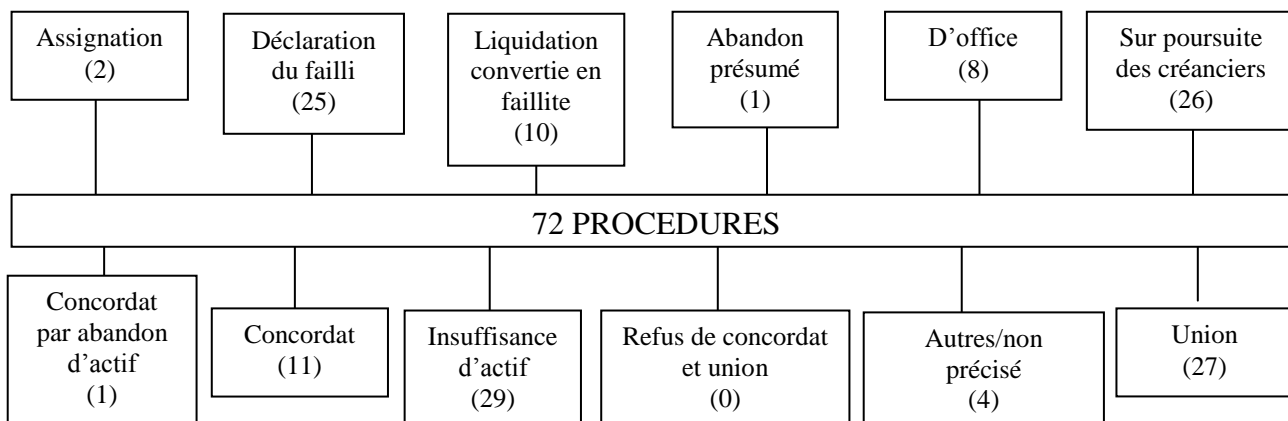 Assignation
(2)
Déclaration
du failli
(25)
Liquidation
convertie en
faillite
(10)
Abandon
présumé
(1)
D’office
(8)
Sur poursuite
des créanciers
(26)
72 PROCEDURES
Concordat
par abandon
d’actif
(1)
Concordat
(11)
Insuffisance
d’actif
(29)
Refus de concordat
et union
(0)
Autres/non
précisé
(4)
Union
(27)